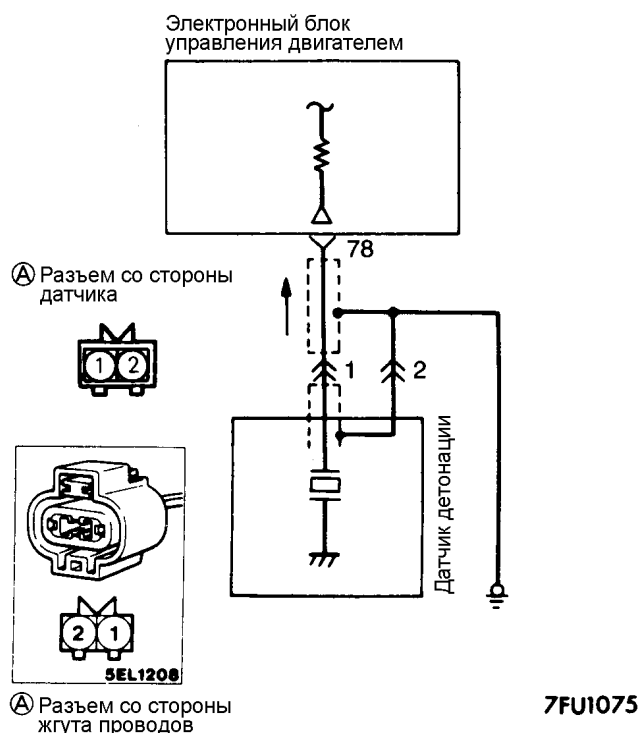 Электронный блок
управления двигателем
78
Ⓐ Разъем со стороны
датчика
1 2
1
2
Датчик детонации
2 1
5EL1208
Ⓐ Разъем со стороны
жгута проводов
7FU1075